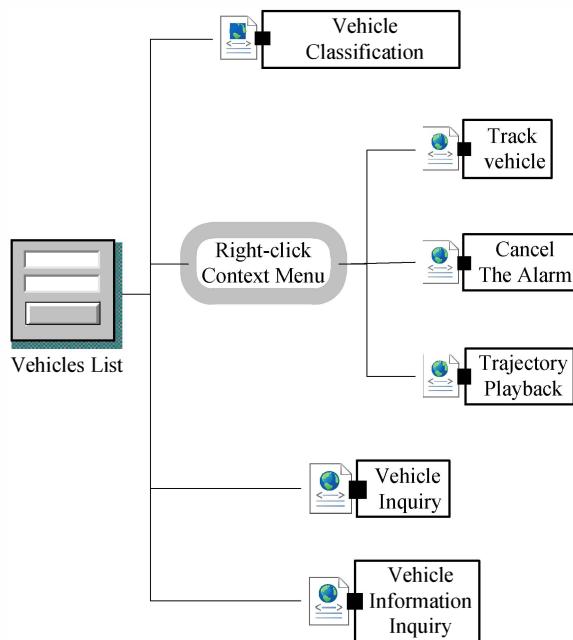 Vehicle
Classification
Track
vehicle
Right-click
Context Menu
Cancel
The Alarm
Vehicles List
Trajectory
Playback
Vehicle
Inquiry
Vehicle
Information
Inquiry